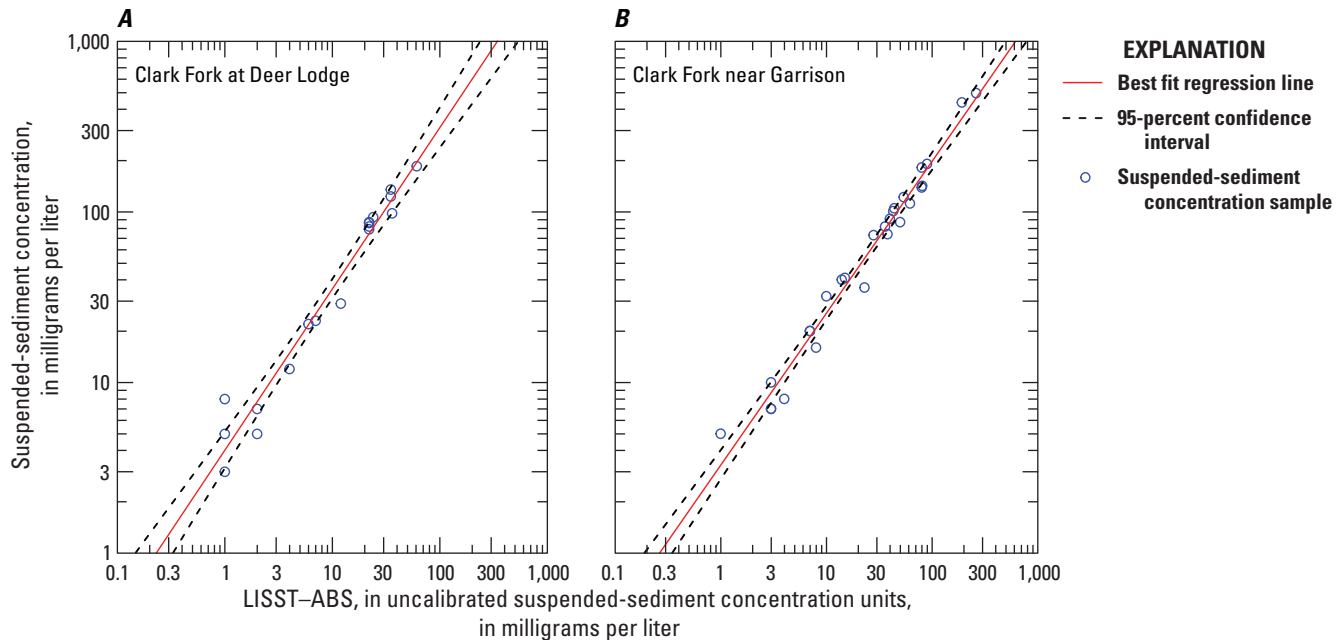 A
B
Clark Fork at Deer Lodge
Clark Fork near Garrison
Suspended-sediment concentration,
in milligrams per liter
1,000
300
100
30
10
3
1
0.1 0.3 1 3 10 30 100 300 1,000
0.1 0.3 1 3 10 30 100 300 1,000
LISST–ABS, in uncalibrated suspended-sediment concentration units,
in milligrams per liter
EXPLANATION
Best fit regression line
95-percent confidence
interval
Suspended-sediment
concentration sample